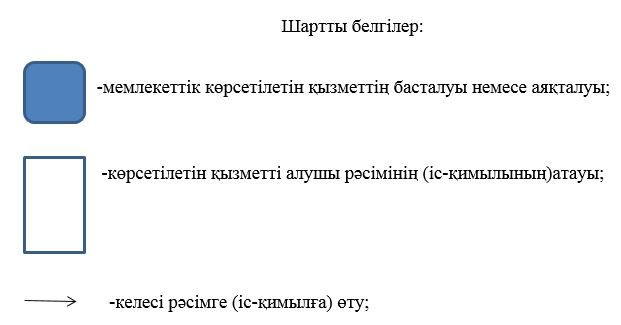 Шартты белгілер:
-мемлекеттік көрсетілетін қызметтің басталуы немесе аяқталуы;
-көрсетілетін қызметті алушы рәсімінің (іс-қимылының)атауы;
-келесі рәсімге (іс-қимылға) өту;